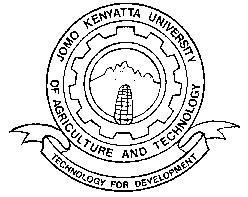 JOMO KENYATTA UNIVERSITY
OF AGRICULTURE AND TECHNOLOGY
TECHNOLOGY FOR DEVELOPMENT